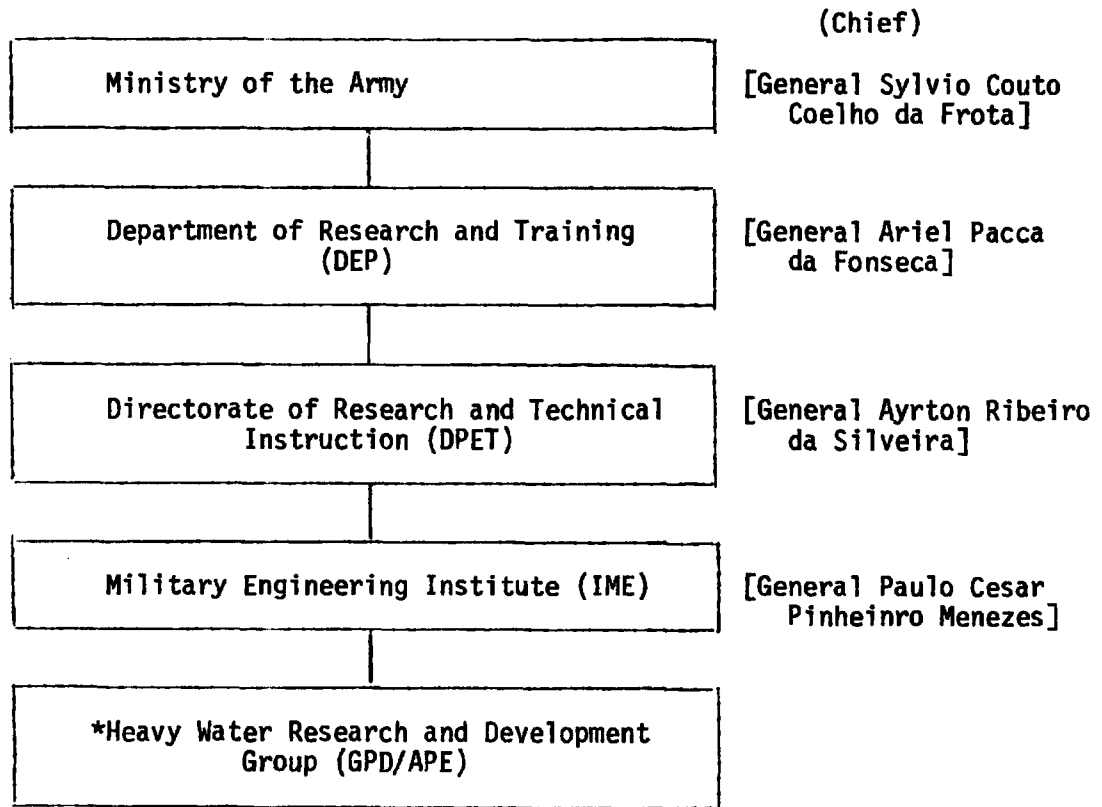 (Chief)
Ministry of the Army
[General Sylvio Couto
Coelho da Frota]
Department of Research and Training
(DEP)
[General Ariel Pacca
da Fonseca]
Directorate of Research and Technical
Instruction (DPET)
[General Ayrton Ribeiro
da Silveira]
Military Engineering Institute (IME)
[General Paulo Cesar
Pinheinro Menezes]
*Heavy Water Research and Development
Group (GPD/APE)